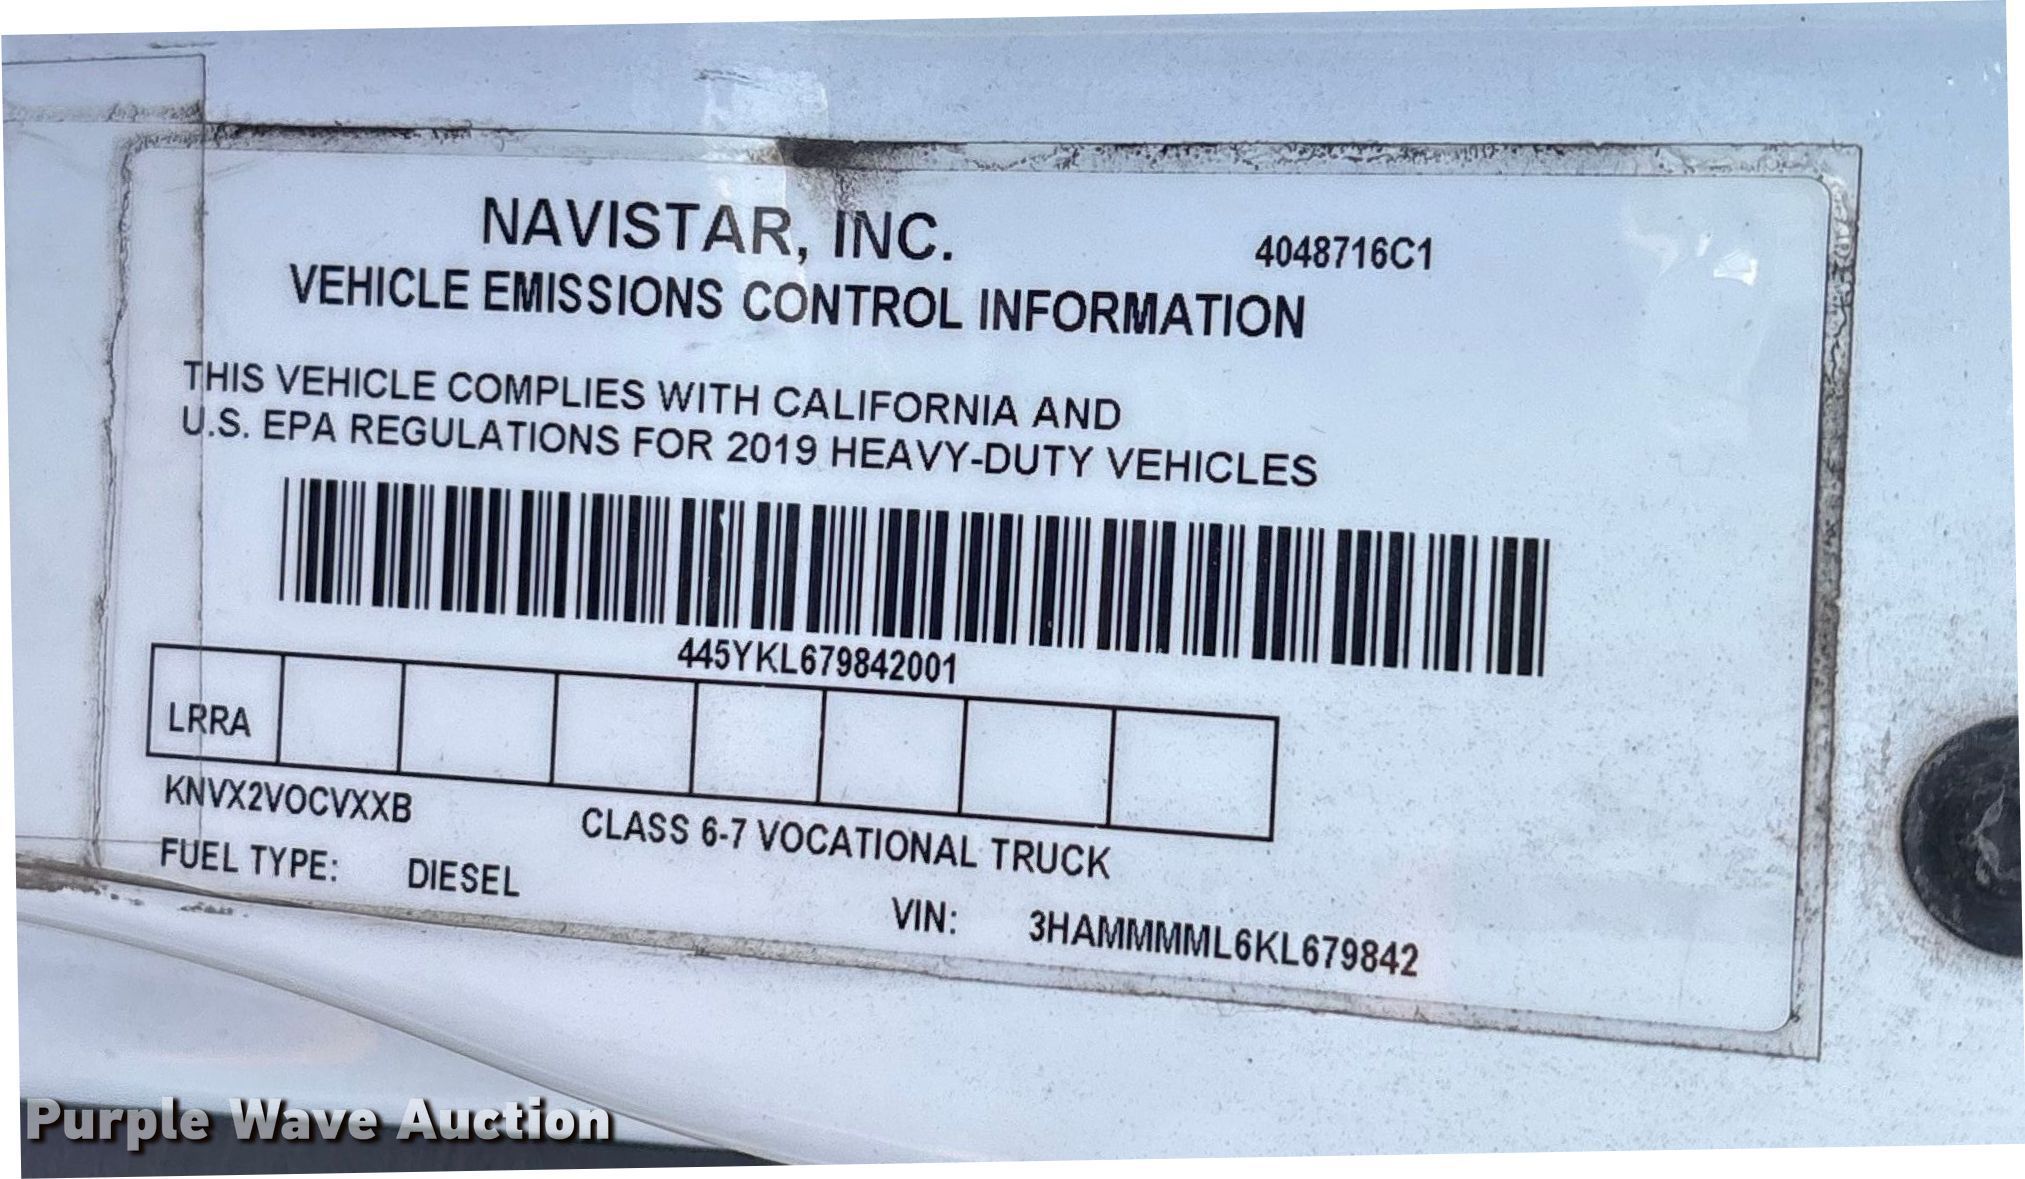 NAVISTAR, INC.
4048716C1
VEHICLE EMISSIONS CONTROL INFORMATION
THIS VEHICLE COMPLIES WITH CALIFORNIA AND
U.S. EPA REGULATIONS FOR 2019 HEAVY-DUTY VEHICLES
445YKL679842001
LRRA
KNVX2VOCVXXB
CLASS 6-7 VOCATIONAL TRUCK
FUEL TYPE: DIESEL
VIN: 3HAMMMML6KL679842
Purple Wave Auction